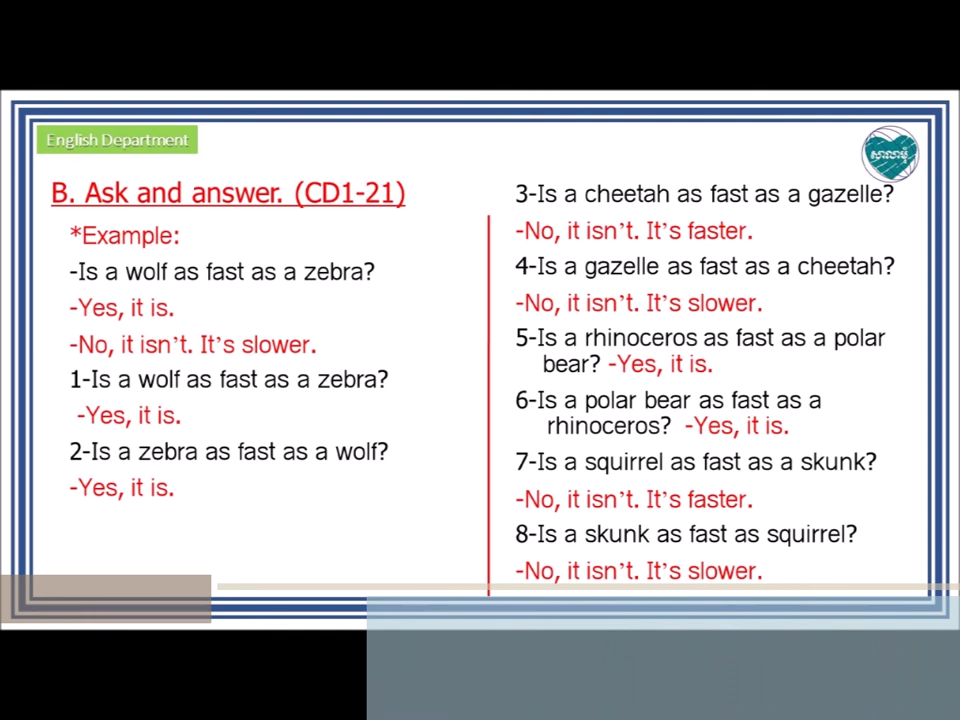 English Department
សាលាមុំ
B. Ask and answer. (CD1-21)
*Example:
-Is a wolf as fast as a zebra?
-Yes, it is.
-No, it isn’t. It’s slower.
1-Is a wolf as fast as a zebra?
-Yes, it is.
2-Is a zebra as fast as a wolf?
-Yes, it is.
3-Is a cheetah as fast as a gazelle?
-No, it isn’t. It’s faster.
4-Is a gazelle as fast as a cheetah?
-No, it isn’t. It’s slower.
5-Is a rhinoceros as fast as a polar
bear? -Yes, it is.
6-Is a polar bear as fast as a
rhinoceros? -Yes, it is.
7-Is a squirrel as fast as a skunk?
-No, it isn’t. It’s faster.
8-Is a skunk as fast as squirrel?
-No, it isn’t. It’s slower.